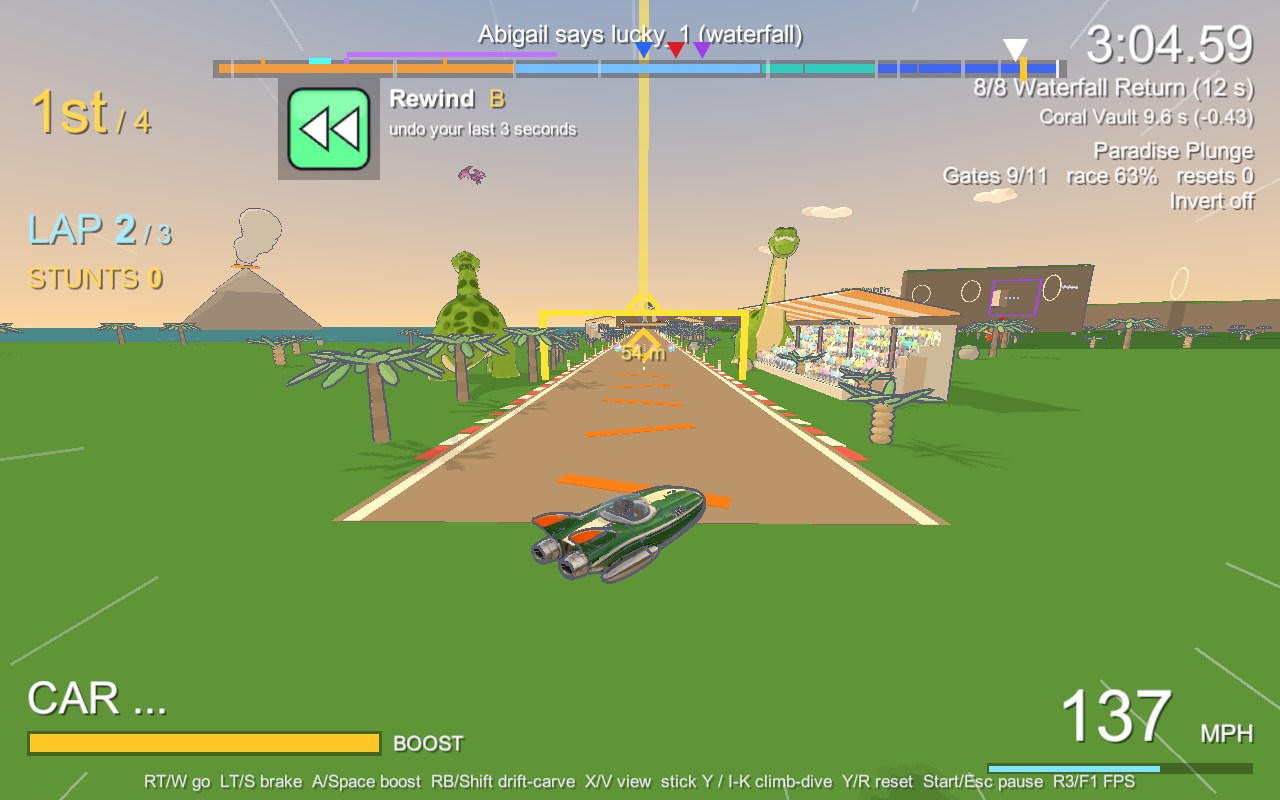 Abigail says lucky_1 (waterfall)
3:04.59
8/8 Waterfall Return (12 s)
Coral Vault 9.6 s (-0.43)
Paradise Plunge
Gates 9/11 race 63% resets 0
Invert off
1st / 4
Rewind B
undo your last 3 seconds
LAP 2 / 3
STUNTS 0
54 m
CAR ...
BOOST
137 MPH
RT/W go LT/S brake A/Space boost RB/Shift drift-carve X/V view stick Y / I-K climb-dive Y/R reset Start/Esc pause R3/F1 FPS